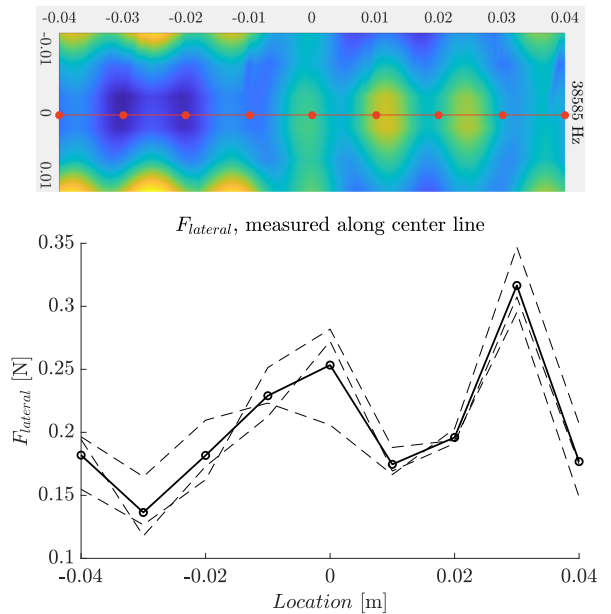 -0.04 -0.03 -0.02 -0.01 0 0.01 0.02 0.03 0.04
-0.01
0
0.01
38585 Hz
F_lateral, measured along center line
0.35
0.3
0.25
0.2
0.15
0.1
F_lateral [N]
-0.04 -0.02 0 0.02 0.04
Location [m]